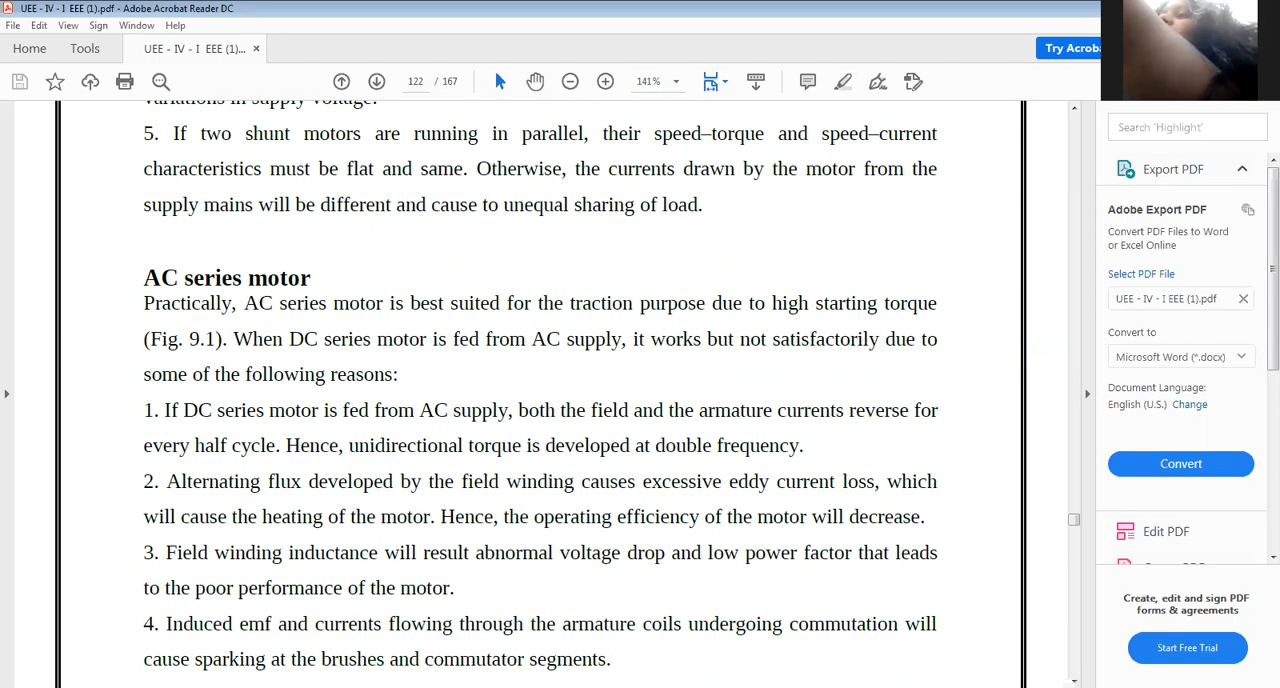 UEE - IV - I EEE (1).pdf - Adobe Acrobat Reader DC
File Edit View Sign Window Help
Home Tools UEE - IV - I EEE (1)... ×
122 / 167 141%
5. If two shunt motors are running in parallel, their speed–torque and speed–current
characteristics must be flat and same. Otherwise, the currents drawn by the motor from the
supply mains will be different and cause to unequal sharing of load.
AC series motor
Practically, AC series motor is best suited for the traction purpose due to high starting torque
(Fig. 9.1). When DC series motor is fed from AC supply, it works but not satisfactorily due to
some of the following reasons:
1. If DC series motor is fed from AC supply, both the field and the armature currents reverse for
every half cycle. Hence, unidirectional torque is developed at double frequency.
2. Alternating flux developed by the field winding causes excessive eddy current loss, which
will cause the heating of the motor. Hence, the operating efficiency of the motor will decrease.
3. Field winding inductance will result abnormal voltage drop and low power factor that leads
to the poor performance of the motor.
4. Induced emf and currents flowing through the armature coils undergoing commutation will
cause sparking at the brushes and commutator segments.
Try Acroba
Search 'Highlight'
Export PDF
Adobe Export PDF
Convert PDF Files to Word
or Excel Online
Select PDF File
UEE - IV - I EEE (1).pdf
Convert to
Microsoft Word (*.docx)
Document Language:
English (U.S.) Change
Convert
Edit PDF
Create, edit and sign PDF
forms & agreements
Start Free Trial